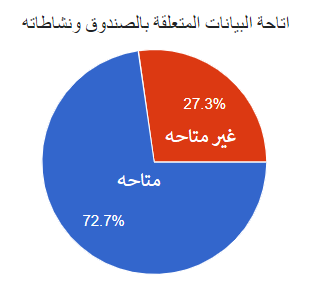 اتاحة البيانات المتعلقة بالصندوق ونشاطاته
27.3%
غير متاحه
متاحه
72.7%